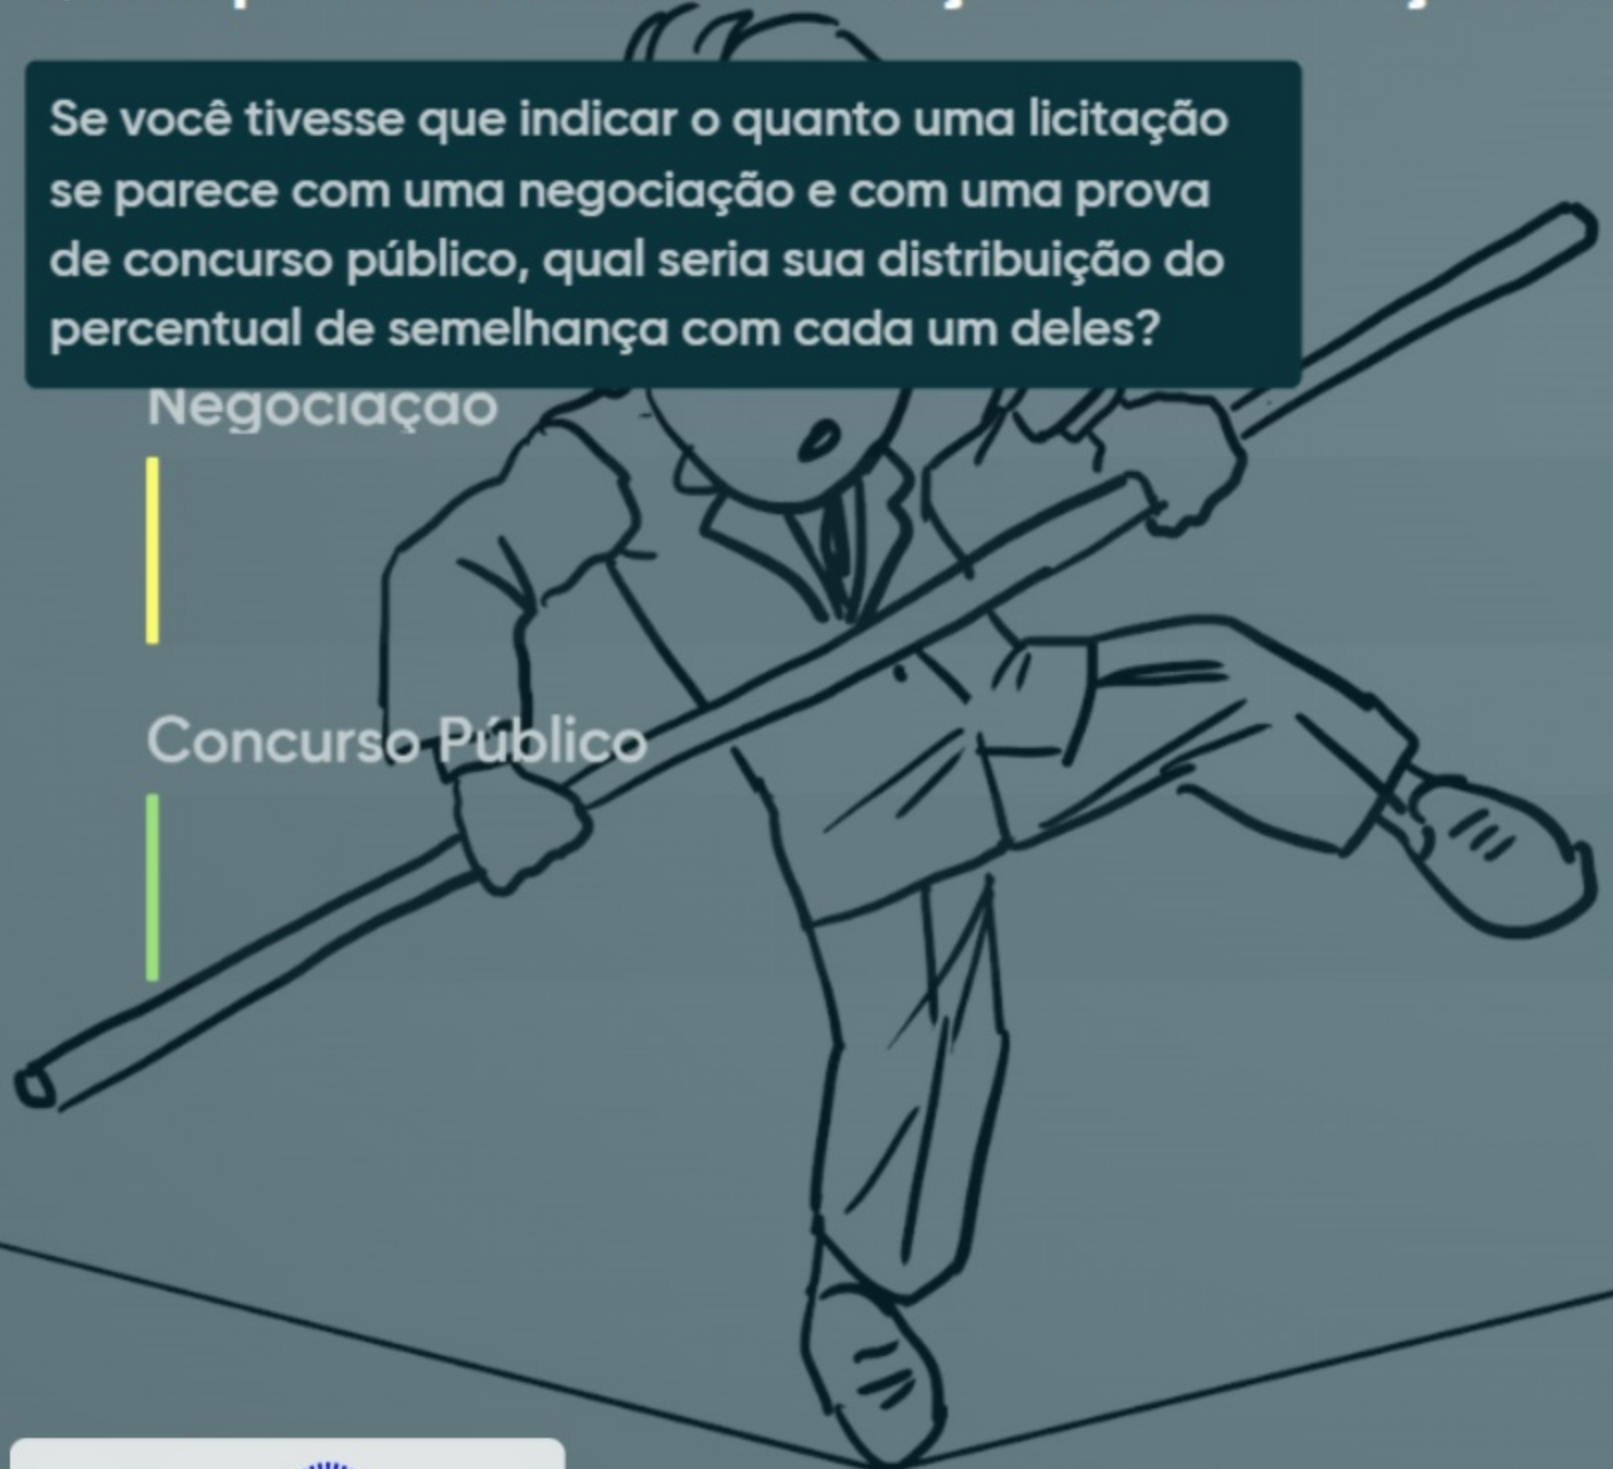 Se você tivesse que indicar o quanto uma licitação
se parece com uma negociação e com uma prova
de concurso público, qual seria sua distribuição do
percentual de semelhança com cada um deles?
Negociação
Concurso Público